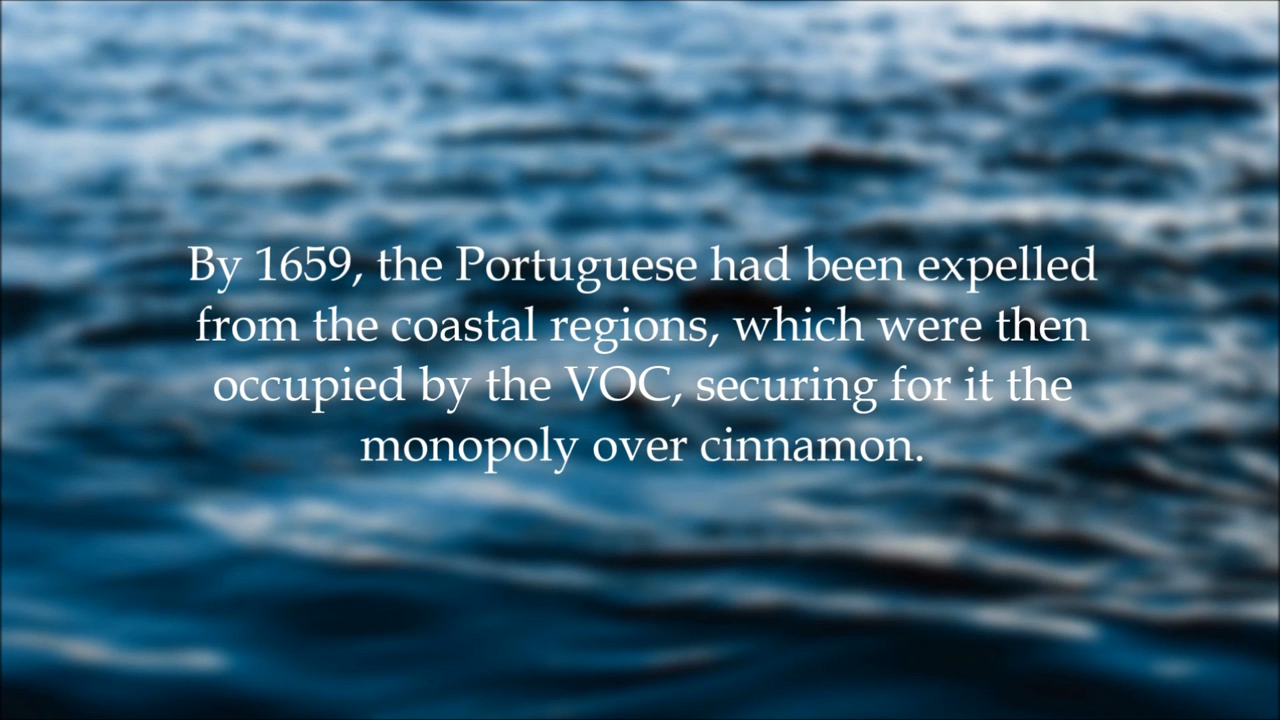 By 1659, the Portuguese had been expelled
from the coastal regions, which were then
occupied by the VOC, securing for it the
monopoly over cinnamon.